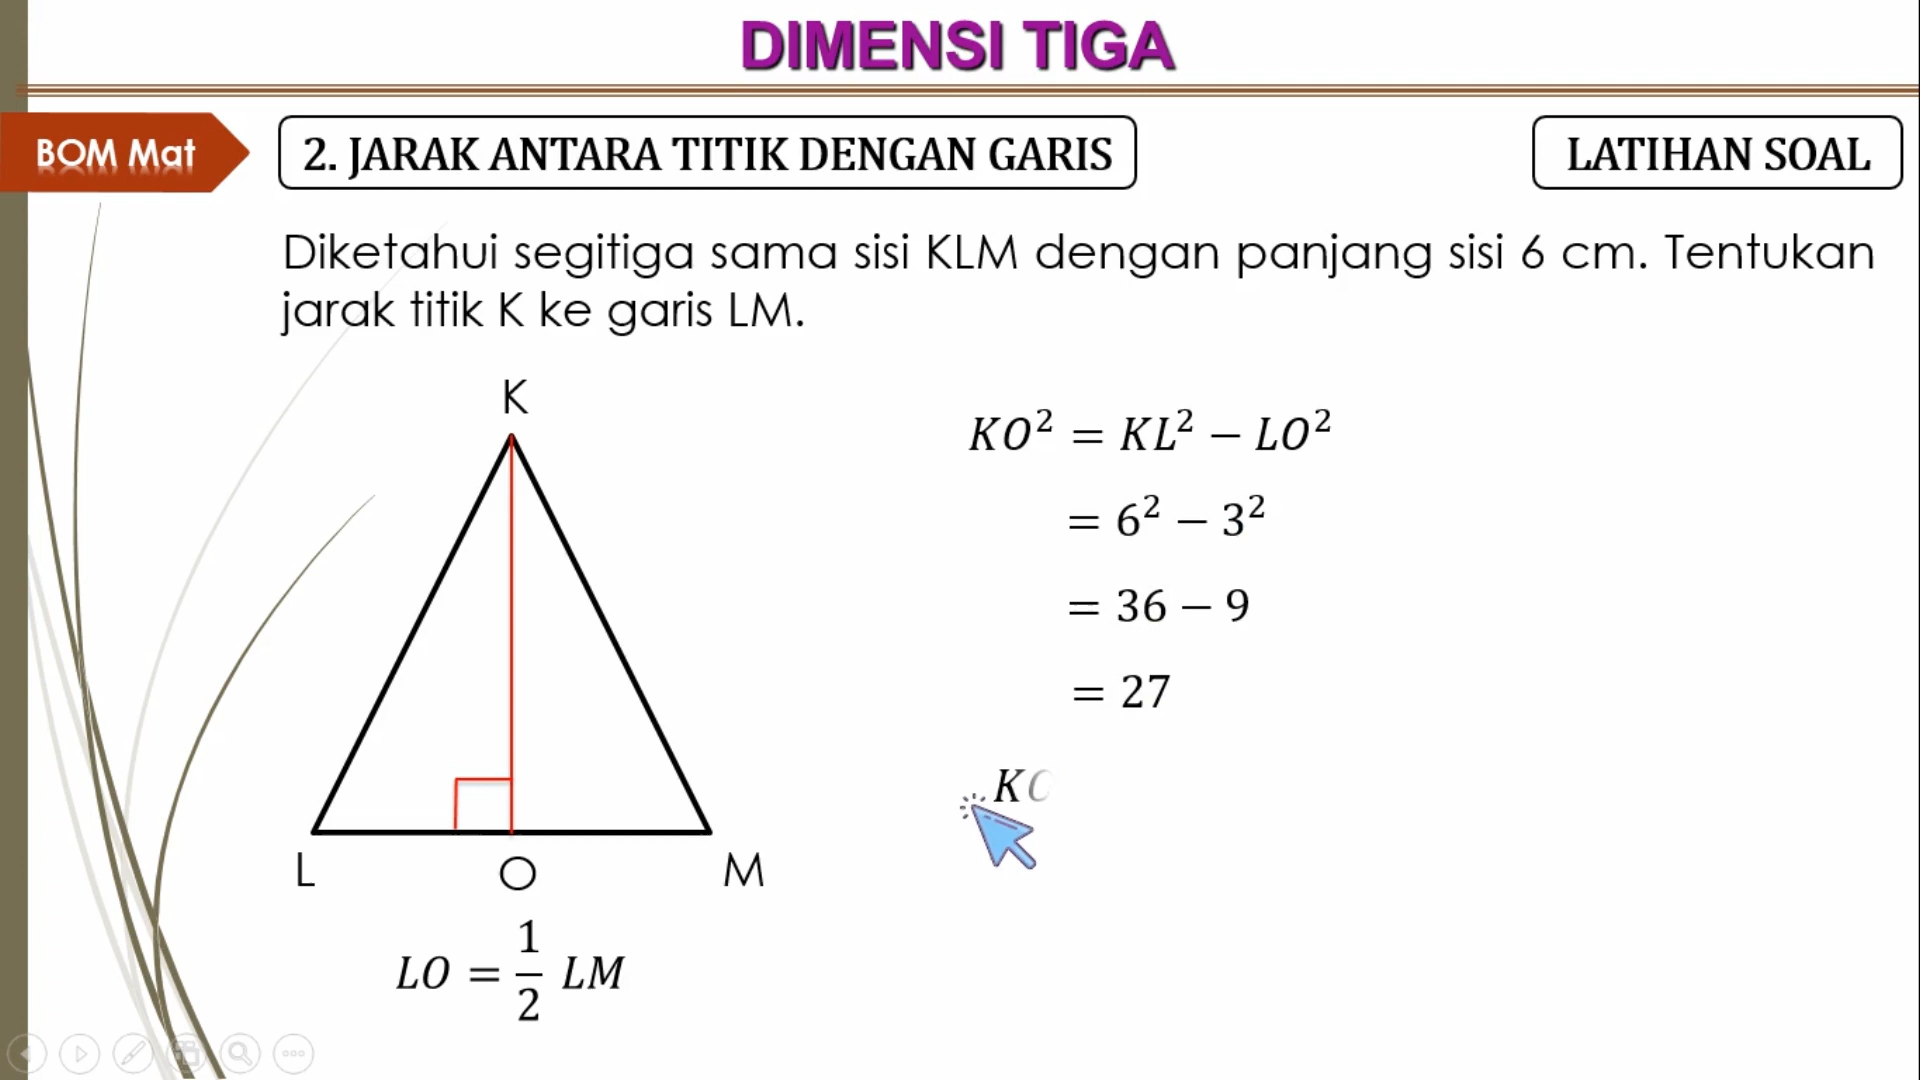 DIMENSI TIGA
BOM Mat
2. JARAK ANTARA TITIK DENGAN GARIS
LATIHAN SOAL
Diketahui segitiga sama sisi KLM dengan panjang sisi 6 cm. Tentukan
jarak titik K ke garis LM.
K
L
O
M
LO = 1/2 LM
KO² = KL² − LO²
= 6² − 3²
= 36 − 9
= 27
KO